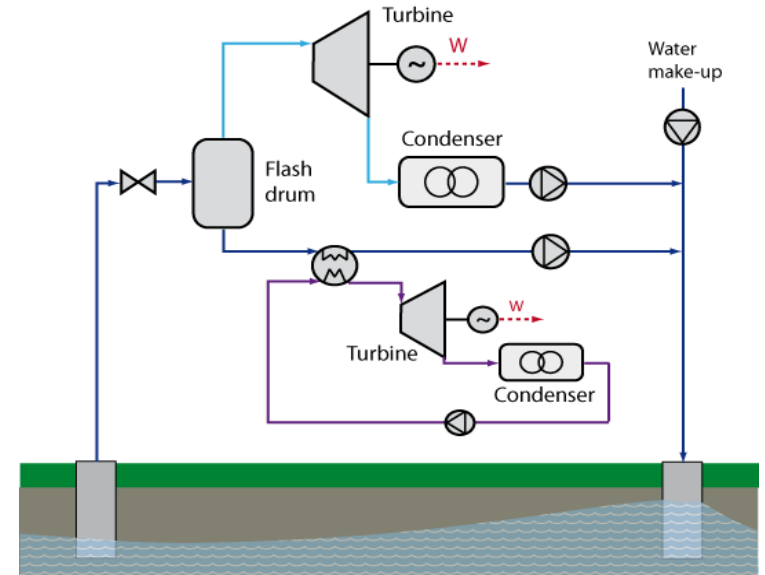 Turbine
W
Water
make-up
Condenser
~
Flash
drum
W
~
Turbine
Condenser